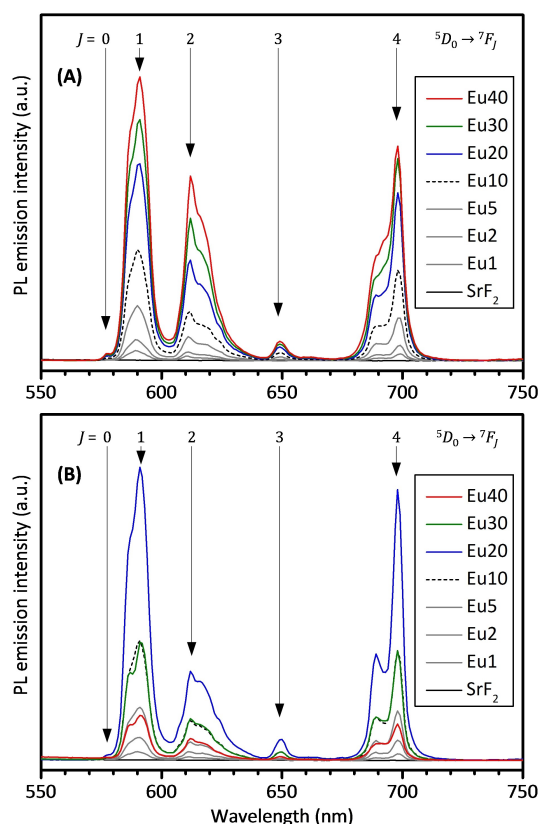 J = 0 1 2 3 4 ⁵D₀ → ⁷F_J
(A)
PL emission intensity (a.u.)
Eu40
Eu30
Eu20
Eu10
Eu5
Eu2
Eu1
SrF₂
550 600 650 700 750
J = 0 1 2 3 4 ⁵D₀ → ⁷F_J
(B)
PL emission intensity (a.u.)
Eu40
Eu30
Eu20
Eu10
Eu5
Eu2
Eu1
SrF₂
550 600 650 700 750
Wavelength (nm)